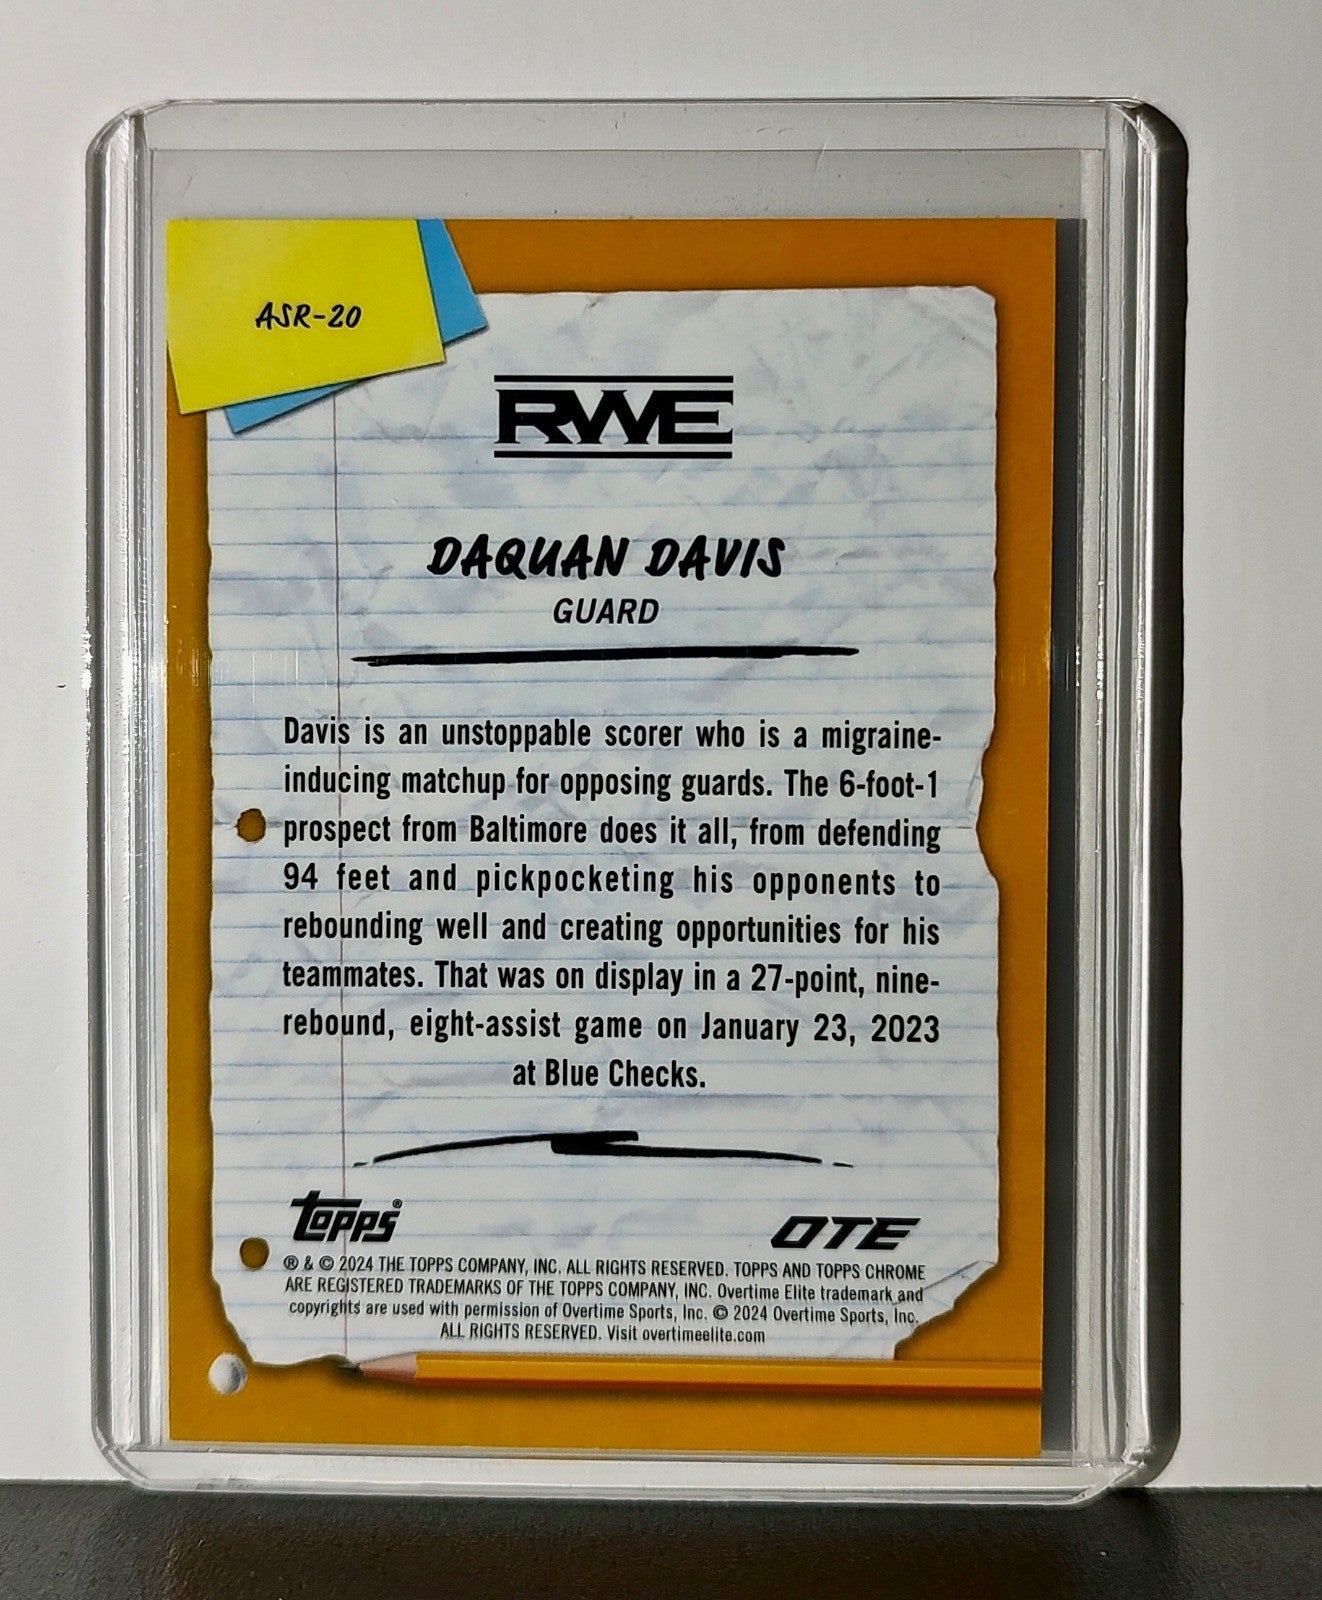 ASR-20
RWE
DAQUAN DAVIS
GUARD
Davis is an unstoppable scorer who is a migraine-
inducing matchup for opposing guards. The 6-foot-1
prospect from Baltimore does it all, from defending
94 feet and pickpocketing his opponents to
rebounding well and creating opportunities for his
teammates. That was on display in a 27-point, nine-
rebound, eight-assist game on January 23, 2023
at Blue Checks.
Topps® OTE
® & © 2024 THE TOPPS COMPANY, INC. ALL RIGHTS RESERVED. TOPPS AND TOPPS CHROME
ARE REGISTERED TRADEMARKS OF THE TOPPS COMPANY, INC. Overtime Elite trademark and
copyrights are used with permission of Overtime Sports, Inc. © 2024 Overtime Sports, Inc.
ALL RIGHTS RESERVED. Visit overtimeelite.com